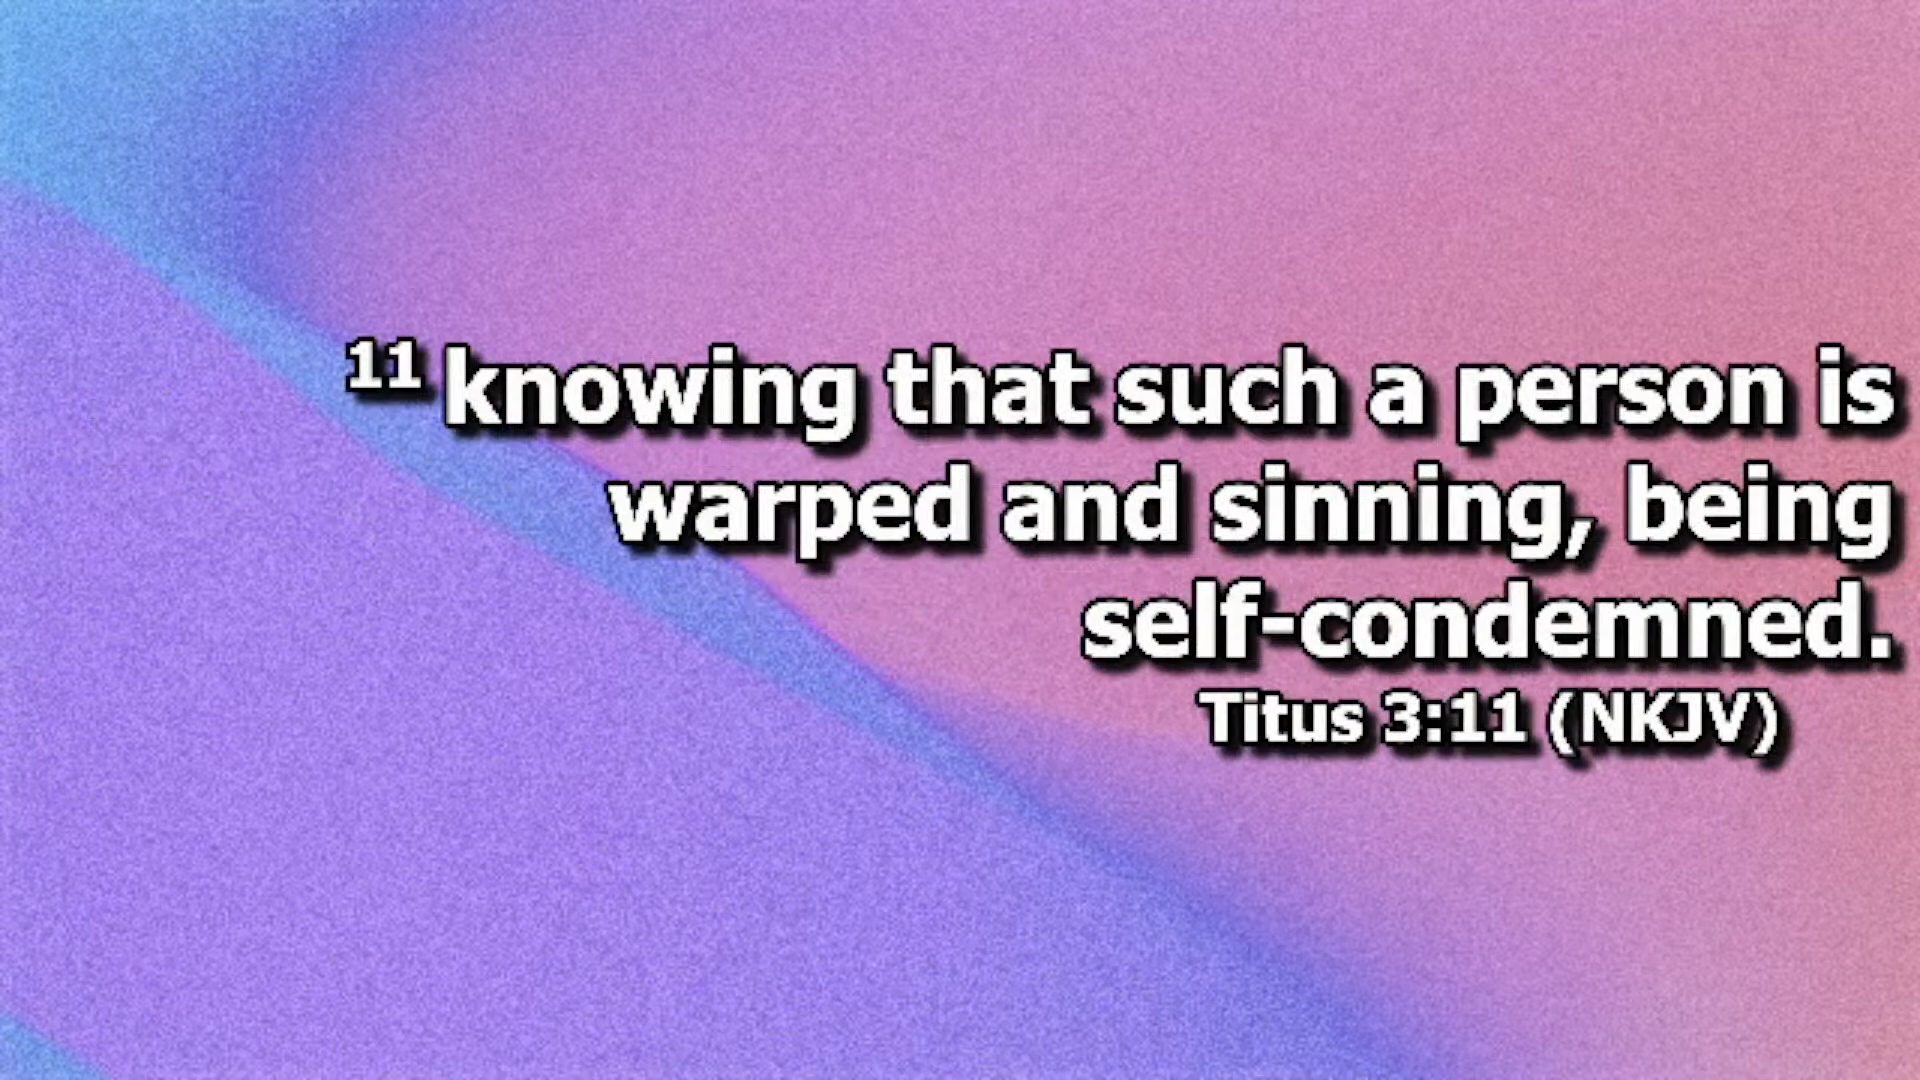 11 knowing that such a person is
warped and sinning, being
self-condemned.
Titus 3:11 (NKJV)